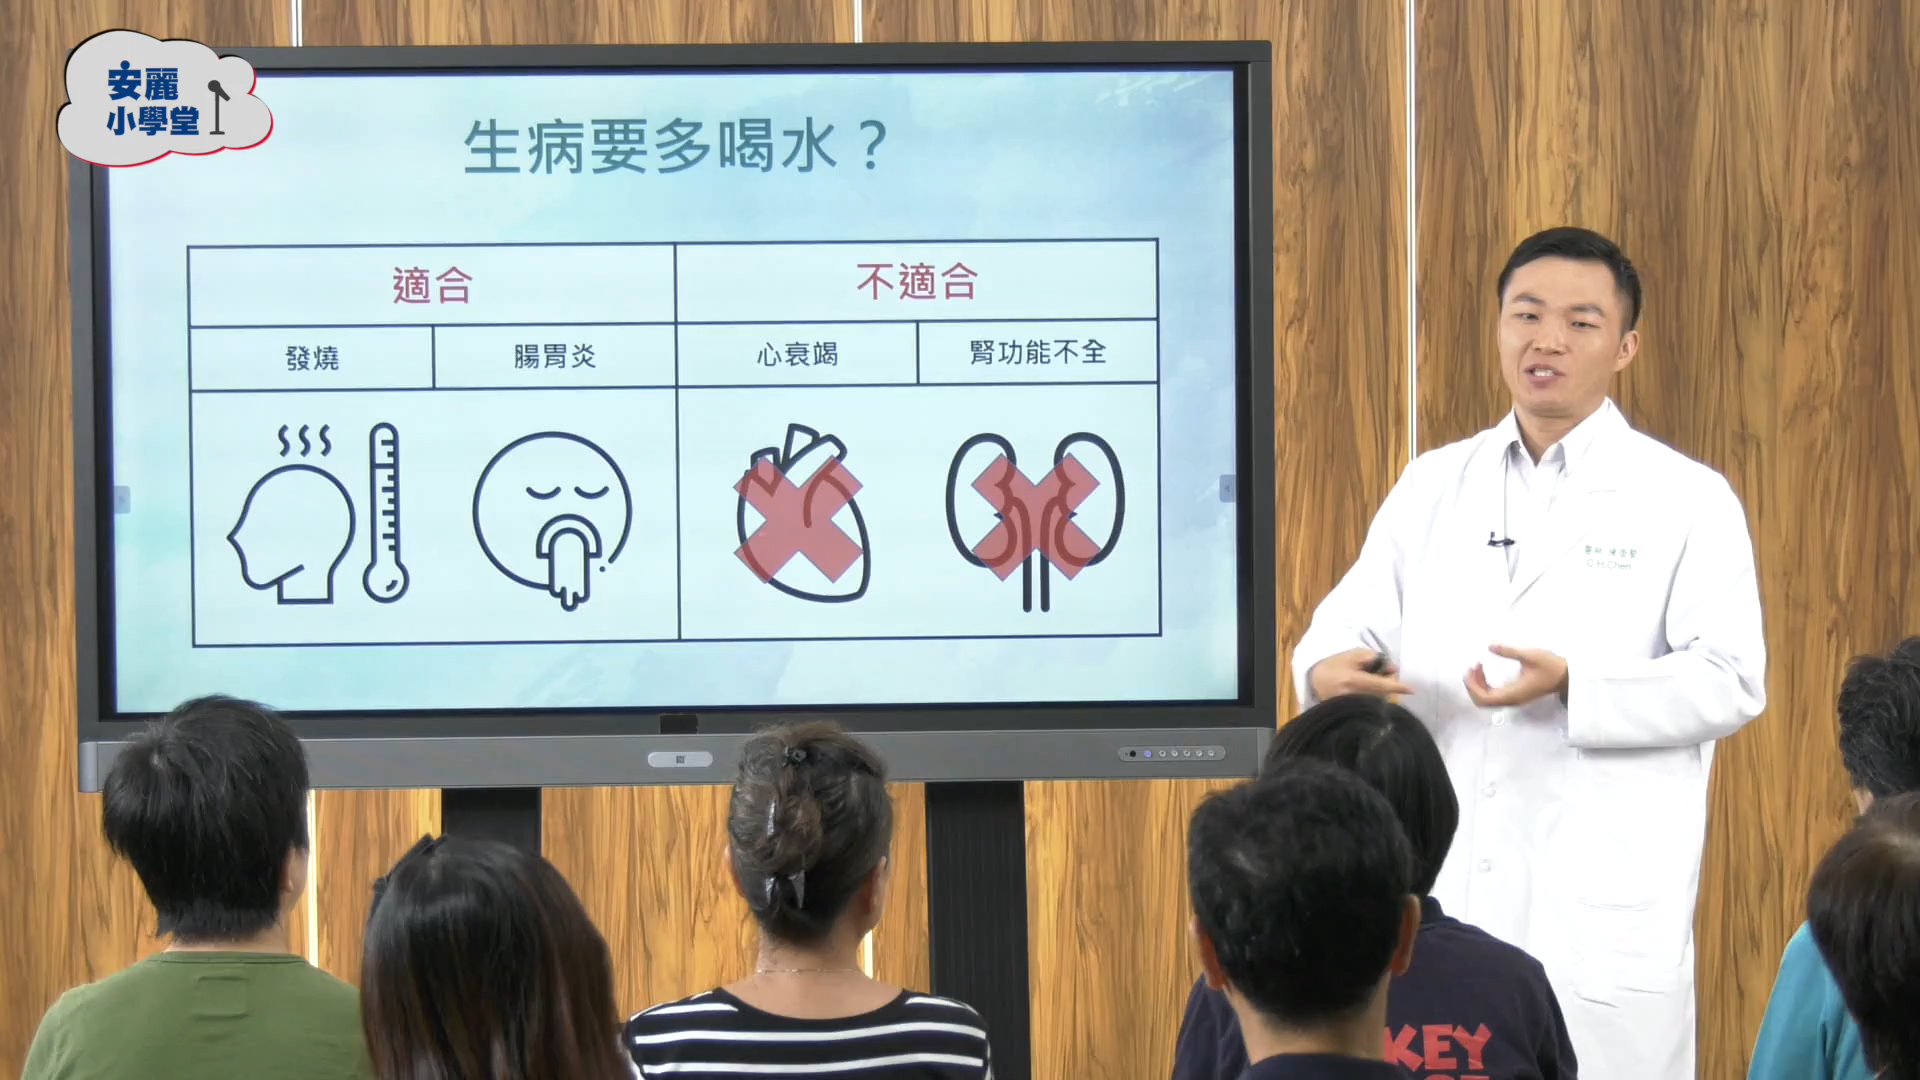 安麗
小學堂
生病要多喝水？
適合
不適合
發燒
腸胃炎
心衰竭
腎功能不全
C.H.Chen
KEY